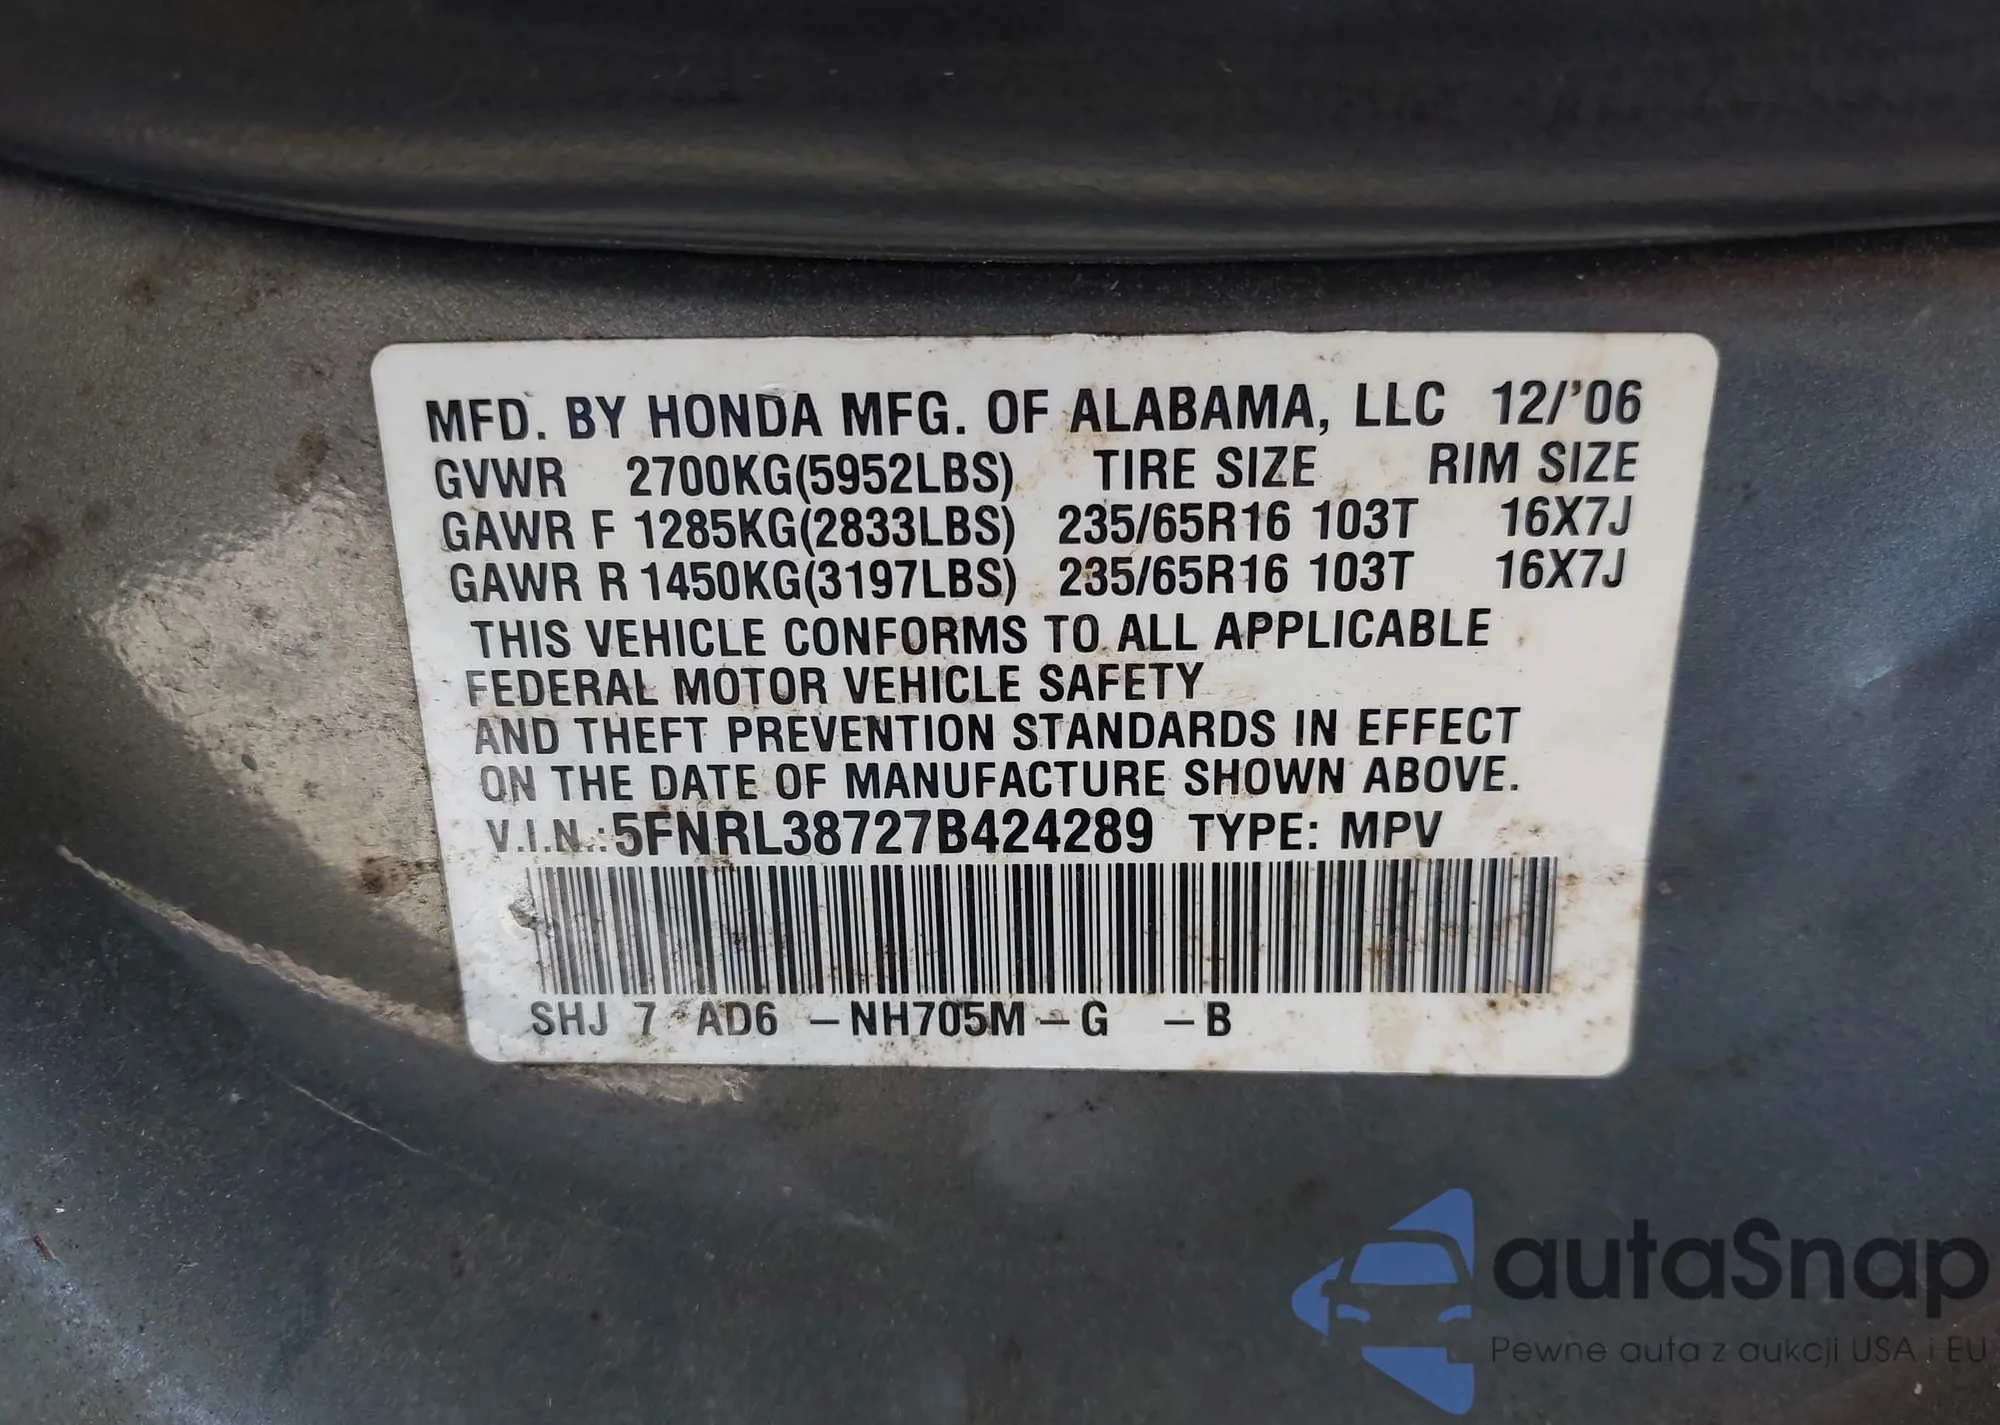 MFD. BY HONDA MFG. OF ALABAMA, LLC 12/'06
GVWR 2700KG(5952LBS) TIRE SIZE RIM SIZE
GAWR F 1285KG(2833LBS) 235/65R16 103T 16X7J
GAWR R 1450KG(3197LBS) 235/65R16 103T 16X7J
THIS VEHICLE CONFORMS TO ALL APPLICABLE
FEDERAL MOTOR VEHICLE SAFETY
AND THEFT PREVENTION STANDARDS IN EFFECT
ON THE DATE OF MANUFACTURE SHOWN ABOVE.
V.I.N.:5FNRL38727B424289 TYPE: MPV
SHJ 7 AD6 -NH705M-G -B
autaSnap
Pewne auta z aukcji USA i EU